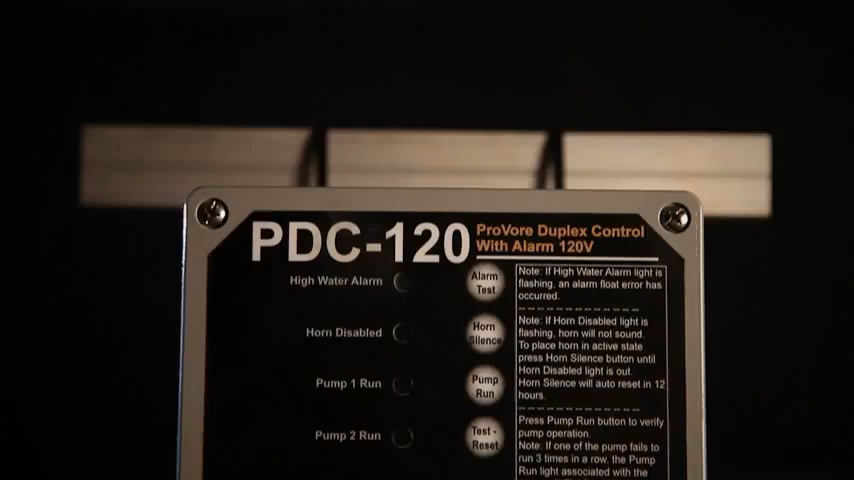 PDC-120
ProVore Duplex Control
With Alarm 120V
High Water Alarm
Alarm
Test
Horn Disabled
Horn
Silence
Pump 1 Run
Pump
Run
Pump 2 Run
Test -
Reset
Note: If High Water Alarm light is
flashing, an alarm float error has
occurred.
Note: If Horn Disabled light is
flashing, horn will not sound.
To place horn in active state
press Horn Silence button until
Horn Disabled light is out.
Horn Silence will auto reset in 12
hours.
Press Pump Run button to verify
pump operation.
Note: If one of the pump fails to
run 3 times in a row, the Pump
Run light associated with the